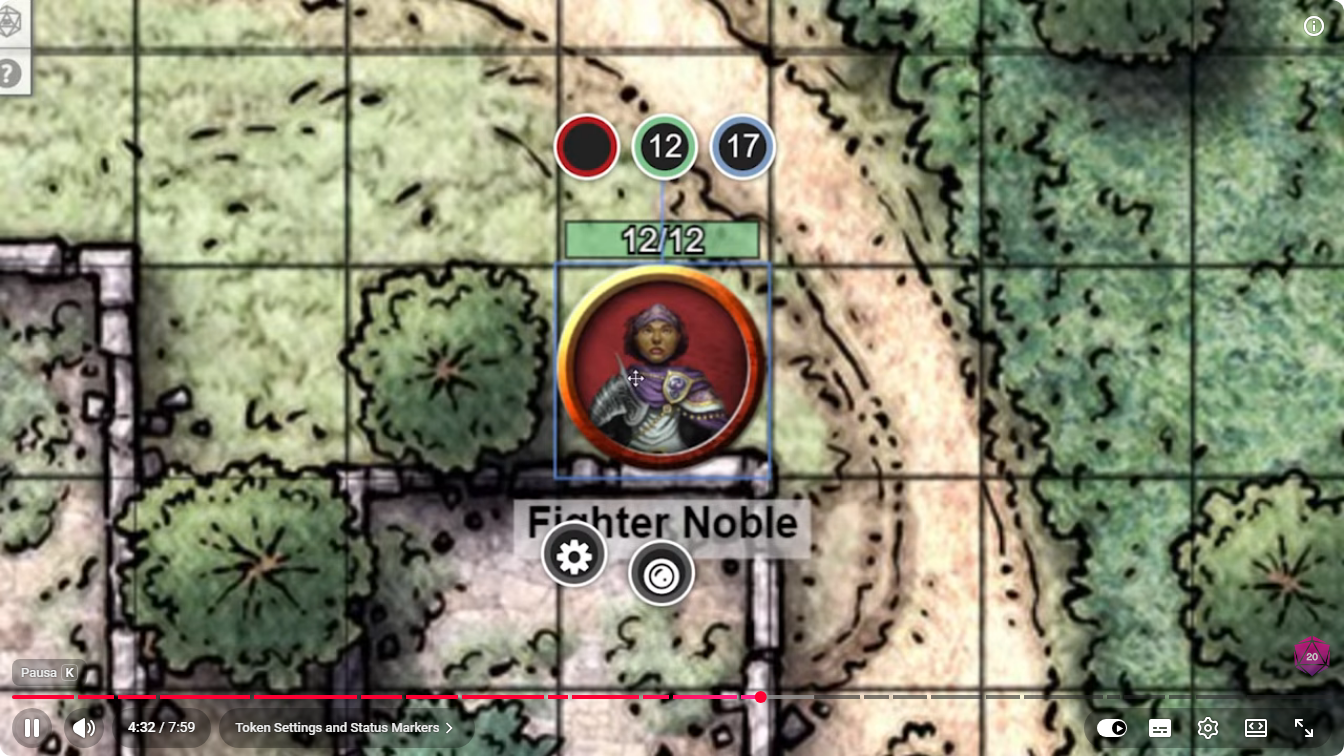 ?
12
17
12/12
Fighter Noble
20
Pausa K
4:32 / 7:59
Token Settings and Status Markers